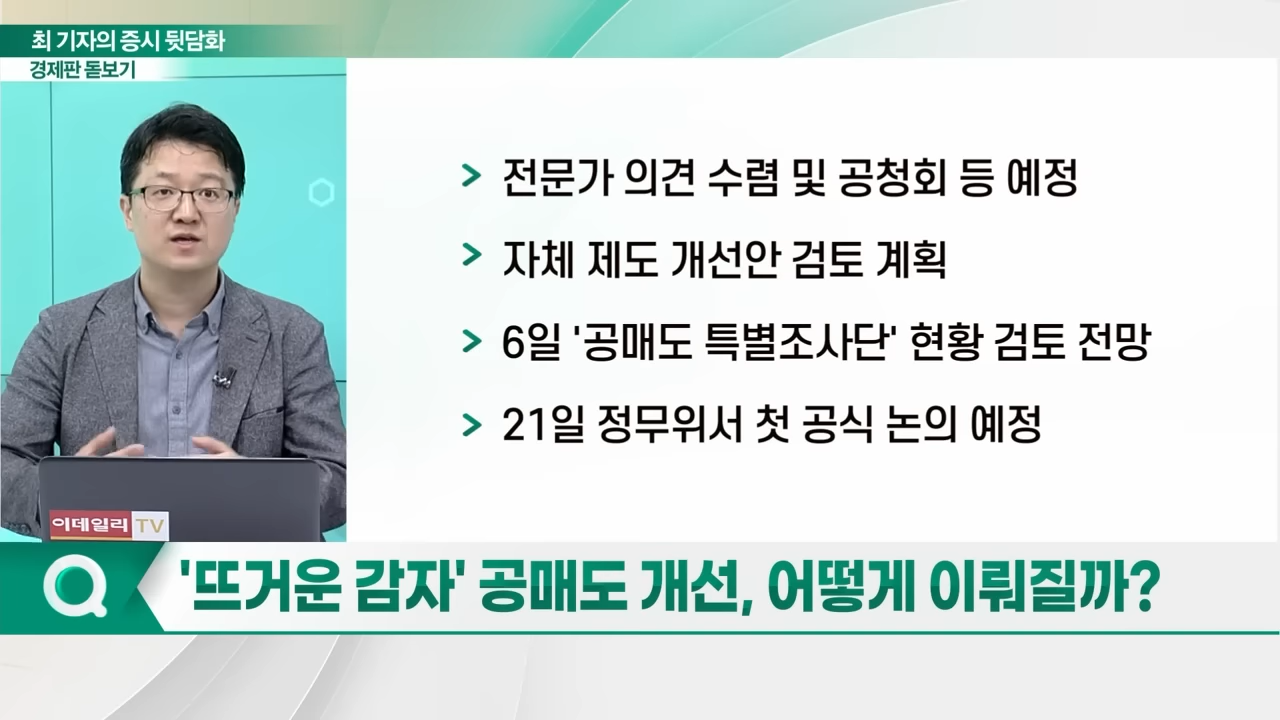 최 기자의 증시 뒷담화
경제판 돋보기
> 전문가 의견 수렴 및 공청회 등 예정
> 자체 제도 개선안 검토 계획
> 6일 '공매도 특별조사단' 현황 검토 전망
> 21일 정무위서 첫 공식 논의 예정
이데일리 TV
'뜨거운 감자' 공매도 개선, 어떻게 이뤄질까?